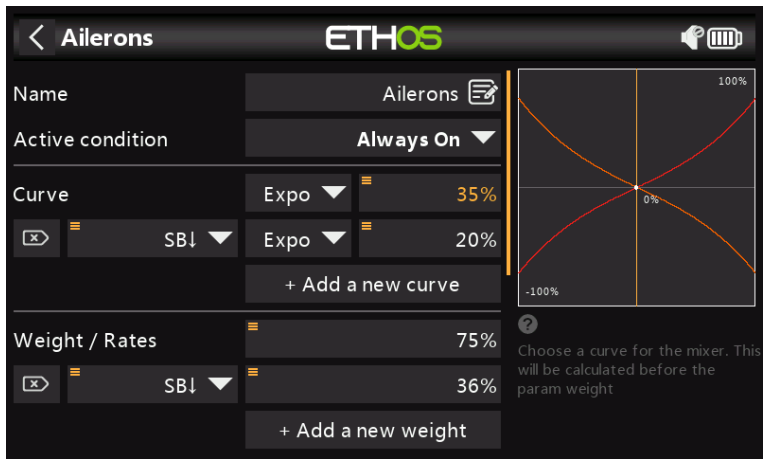 Ailerons
ETHOS
Name Ailerons
Active condition Always On
Curve Expo 35%
SB↓ Expo 20%
+ Add a new curve
Weight / Rates 75%
SB↓ 36%
+ Add a new weight
100%
0%
-100%
?
Choose a curve for the mixer. This
will be calculated before the
param weight